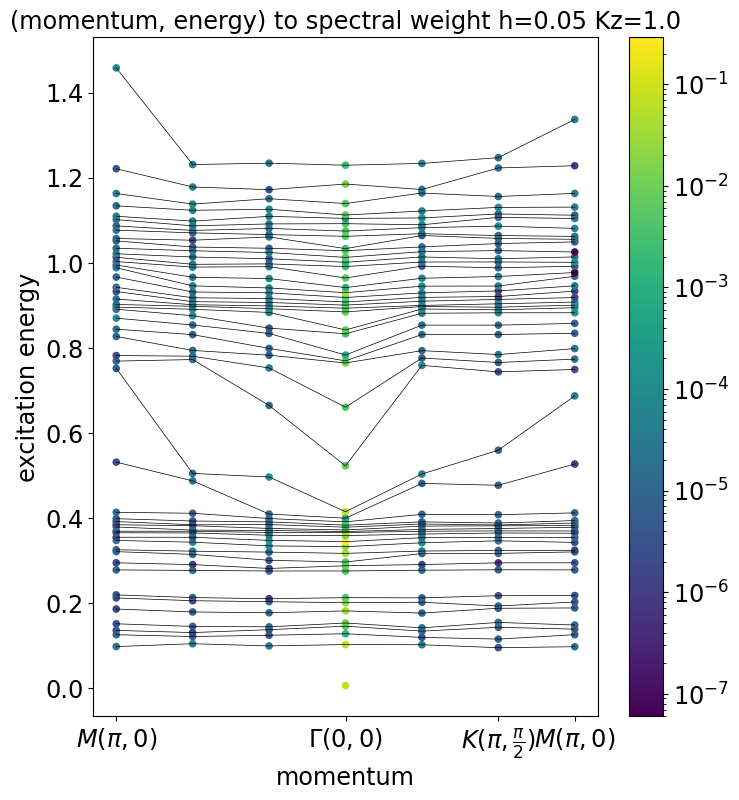 (momentum, energy) to spectral weight h=0.05 Kz=1.0
excitation energy
1.4
1.2
1.0
0.8
0.6
0.4
0.2
0.0
M(π, 0)
Γ(0, 0)
K(π, π/2)
M(π, 0)
momentum
10⁻¹
10⁻²
10⁻³
10⁻⁴
10⁻⁵
10⁻⁶
10⁻⁷